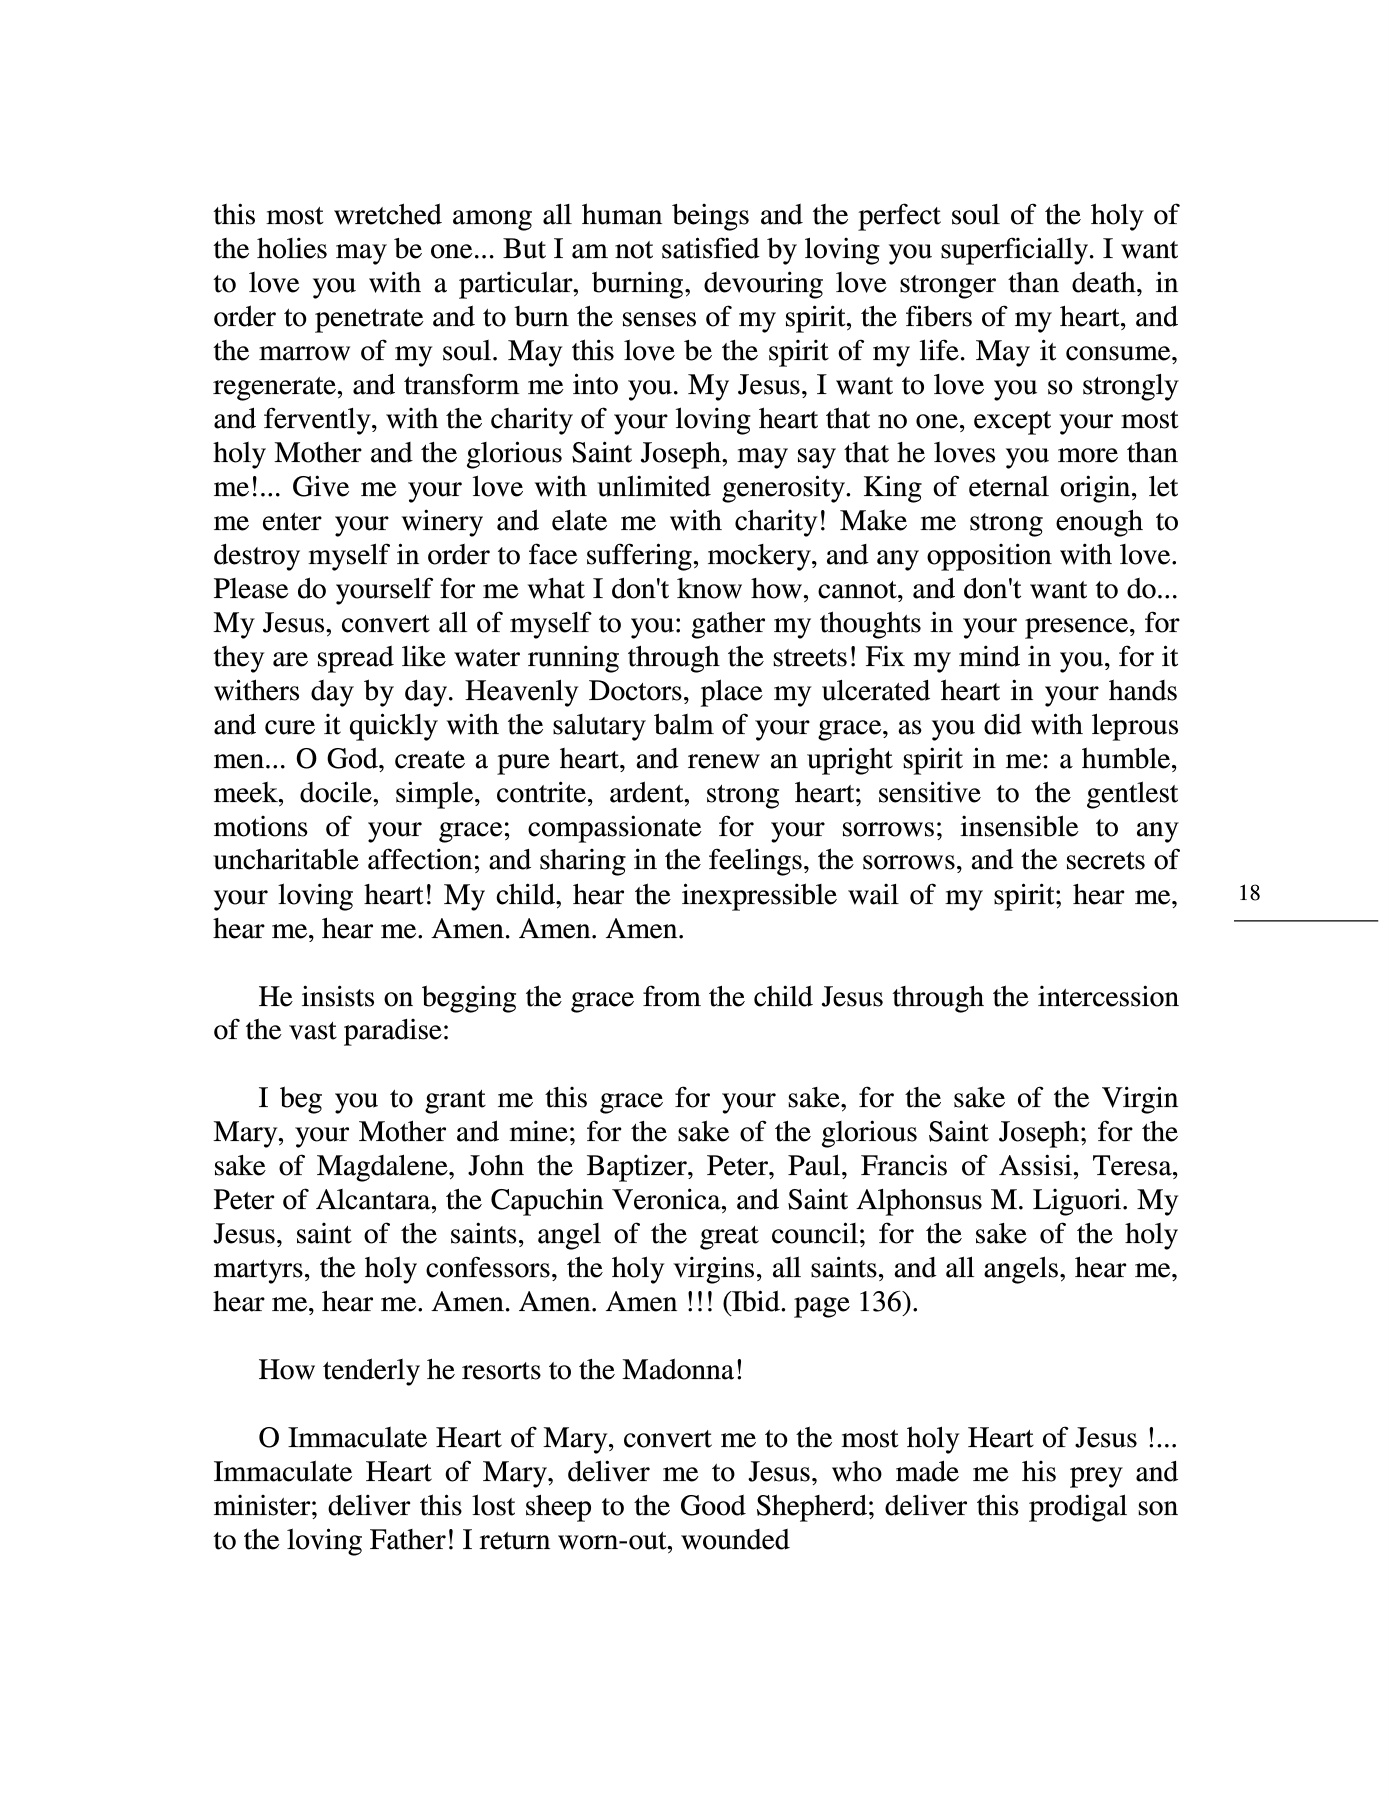 this most wretched among all human beings and the perfect soul of the holy of
the holies may be one... But I am not satisfied by loving you superficially. I want
to love you with a particular, burning, devouring love stronger than death, in
order to penetrate and to burn the senses of my spirit, the fibers of my heart, and
the marrow of my soul. May this love be the spirit of my life. May it consume,
regenerate, and transform me into you. My Jesus, I want to love you so strongly
and fervently, with the charity of your loving heart that no one, except your most
holy Mother and the glorious Saint Joseph, may say that he loves you more than
me!... Give me your love with unlimited generosity. King of eternal origin, let
me enter your winery and elate me with charity! Make me strong enough to
destroy myself in order to face suffering, mockery, and any opposition with love.
Please do yourself for me what I don't know how, cannot, and don't want to do...
My Jesus, convert all of myself to you: gather my thoughts in your presence, for
they are spread like water running through the streets! Fix my mind in you, for it
withers day by day. Heavenly Doctors, place my ulcerated heart in your hands
and cure it quickly with the salutary balm of your grace, as you did with leprous
men... O God, create a pure heart, and renew an upright spirit in me: a humble,
meek, docile, simple, contrite, ardent, strong heart; sensitive to the gentlest
motions of your grace; compassionate for your sorrows; insensible to any
uncharitable affection; and sharing in the feelings, the sorrows, and the secrets of
your loving heart! My child, hear the inexpressible wail of my spirit; hear me,
hear me, hear me. Amen. Amen. Amen.
18
He insists on begging the grace from the child Jesus through the intercession
of the vast paradise:
I beg you to grant me this grace for your sake, for the sake of the Virgin
Mary, your Mother and mine; for the sake of the glorious Saint Joseph; for the
sake of Magdalene, John the Baptizer, Peter, Paul, Francis of Assisi, Teresa,
Peter of Alcantara, the Capuchin Veronica, and Saint Alphonsus M. Liguori. My
Jesus, saint of the saints, angel of the great council; for the sake of the holy
martyrs, the holy confessors, the holy virgins, all saints, and all angels, hear me,
hear me, hear me. Amen. Amen. Amen !!! (Ibid. page 136).
How tenderly he resorts to the Madonna!
O Immaculate Heart of Mary, convert me to the most holy Heart of Jesus !...
Immaculate Heart of Mary, deliver me to Jesus, who made me his prey and
minister; deliver this lost sheep to the Good Shepherd; deliver this prodigal son
to the loving Father! I return worn-out, wounded